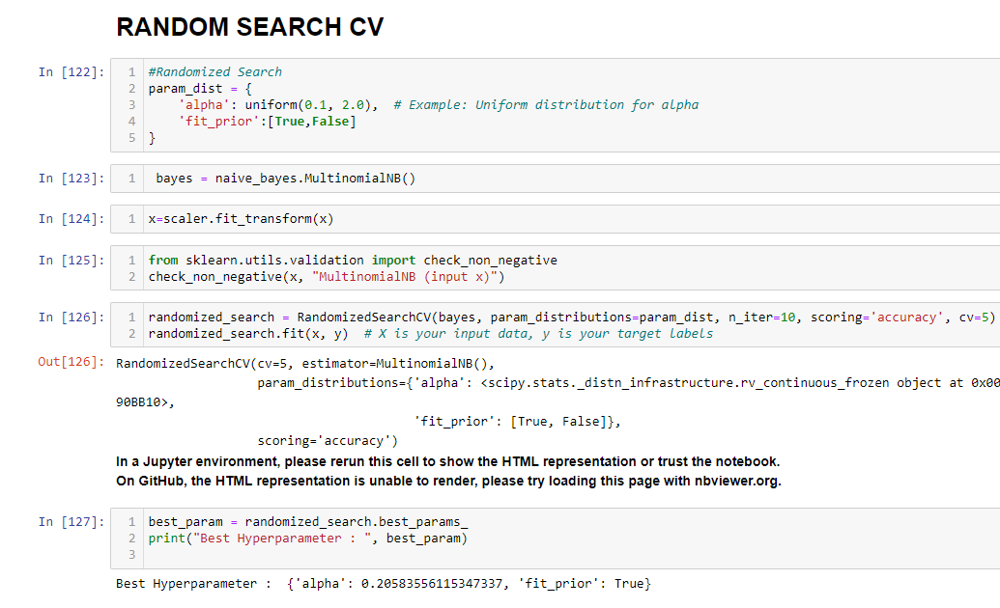 RANDOM SEARCH CV
In [122]:
1 #Randomized Search
2 param_dist = {
3     'alpha': uniform(0.1, 2.0),  # Example: Uniform distribution for alpha
4     'fit_prior':[True,False]
5 }
In [123]:
1  bayes = naive_bayes.MultinomialNB()
In [124]:
1 x=scaler.fit_transform(x)
In [125]:
1 from sklearn.utils.validation import check_non_negative
2 check_non_negative(x, "MultinomialNB (input x)")
In [126]:
1 randomized_search = RandomizedSearchCV(bayes, param_distributions=param_dist, n_iter=10, scoring='accuracy', cv=5)
2 randomized_search.fit(x, y)  # X is your input data, y is your target labels
Out[126]:
RandomizedSearchCV(cv=5, estimator=MultinomialNB(),
param_distributions={'alpha': <scipy.stats._distn_infrastructure.rv_continuous_frozen object at 0x00
90BB10>,
'fit_prior': [True, False]},
scoring='accuracy')
In a Jupyter environment, please rerun this cell to show the HTML representation or trust the notebook.
On GitHub, the HTML representation is unable to render, please try loading this page with nbviewer.org.
In [127]:
1 best_param = randomized_search.best_params_
2 print("Best Hyperparameter : ", best_param)
3
Best Hyperparameter :  {'alpha': 0.20583556115347337, 'fit_prior': True}